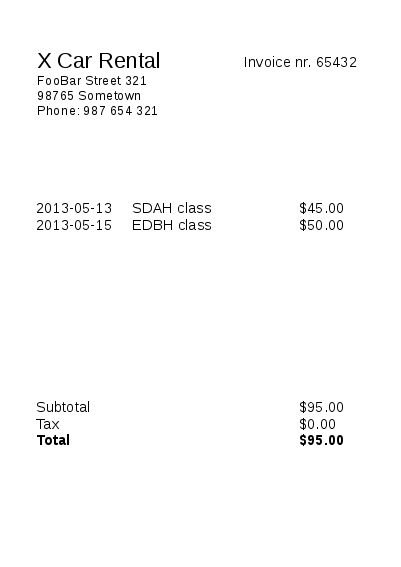 X Car Rental Invoice nr. 65432
FooBar Street 321
98765 Sometown
Phone: 987 654 321
2013-05-13 SDAH class $45.00
2013-05-15 EDBH class $50.00
Subtotal $95.00
Tax $0.00
Total $95.00